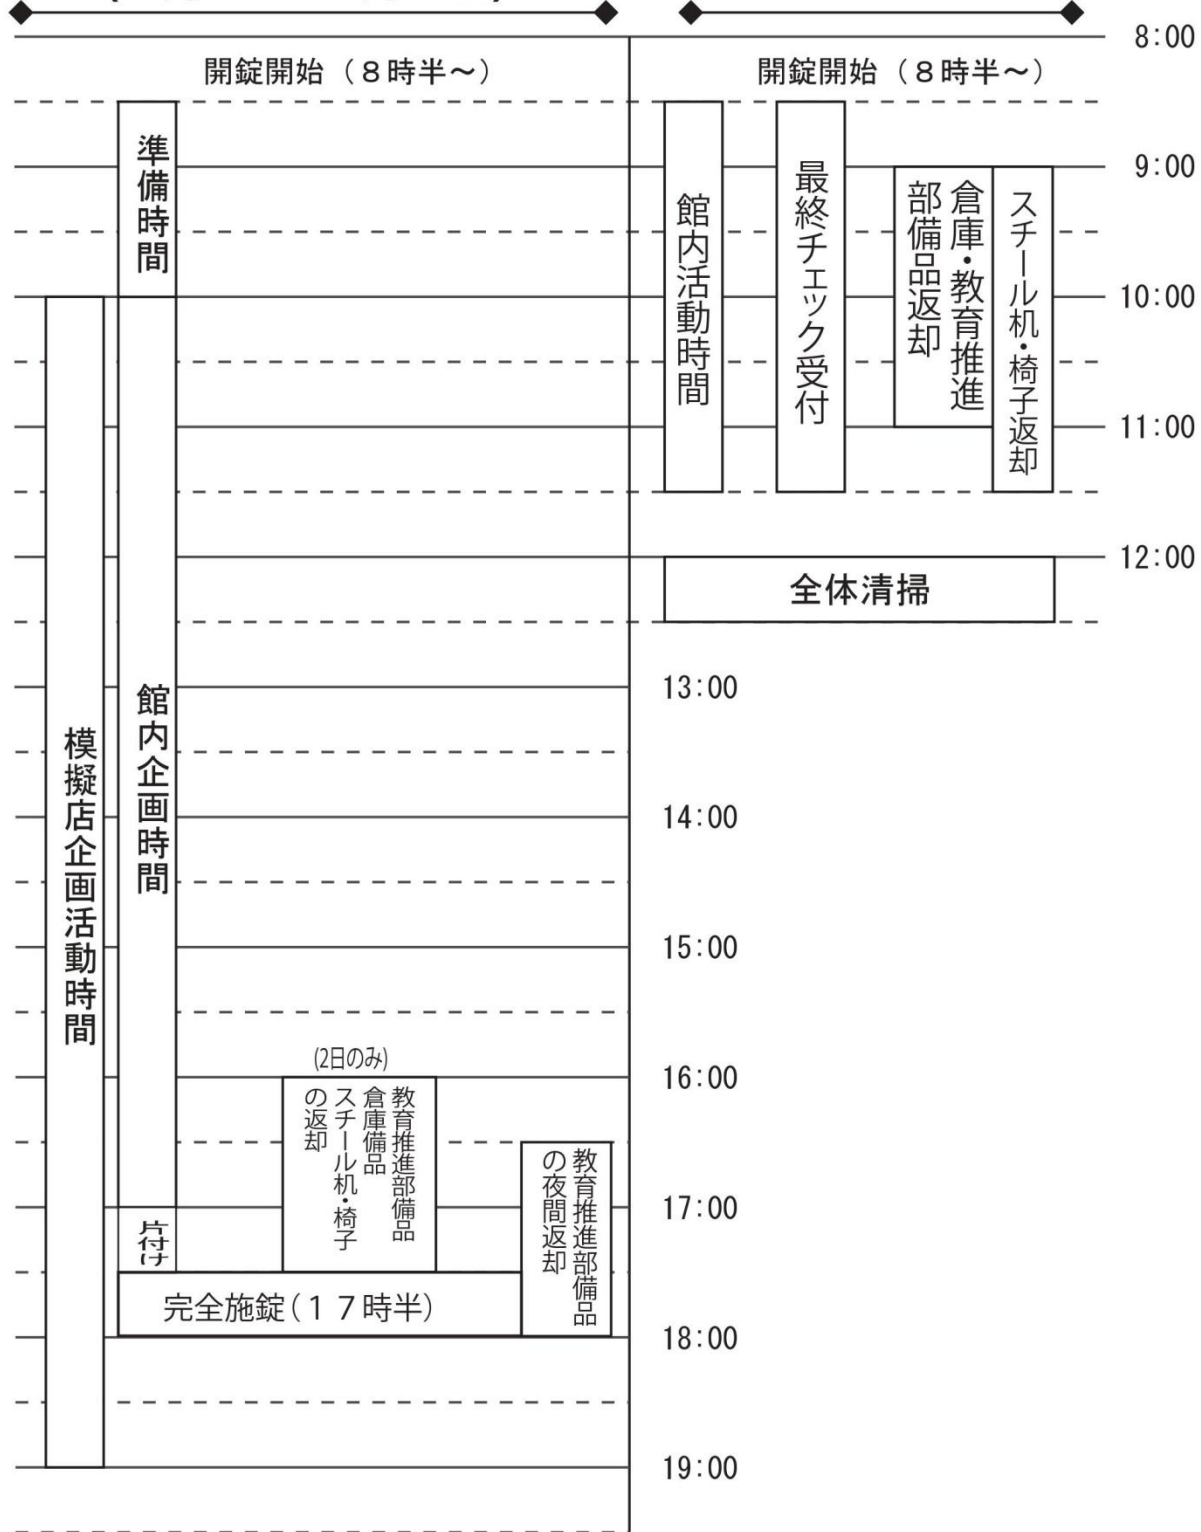 8:00
開錠開始（８時半～）
開錠開始（８時半～）
準備時間
9:00
館内活動時間
最終チェック受付
倉庫・教育推進
部備品返却
スチール机・椅子返却
10:00
11:00
12:00
全体清掃
13:00
模擬店企画活動時間
館内企画時間
14:00
15:00
(2日のみ)
16:00
教育推進部備品
倉庫備品
スチール机・椅子
の返却
教育推進部備品
の夜間返却
17:00
片付け
完全施錠（１７時半）
18:00
19:00